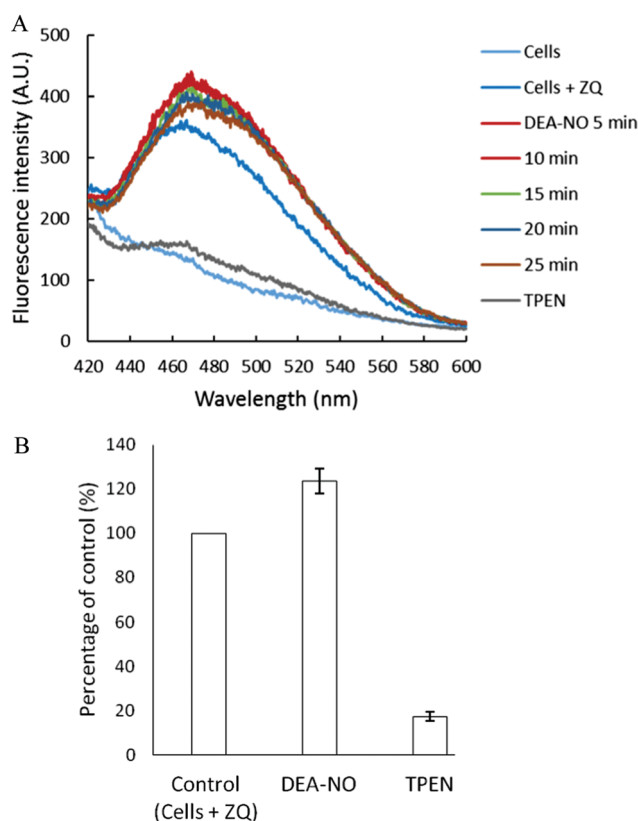 A
500
400
300
200
100
0
Fluorescence intensity (A.U.)
420 440 460 480 500 520 540 560 580 600
Wavelength (nm)
Cells
Cells + ZQ
DEA-NO 5 min
10 min
15 min
20 min
25 min
TPEN
B
140
120
100
80
60
40
20
0
Percentage of control (%)
Control
(Cells + ZQ)
DEA-NO
TPEN